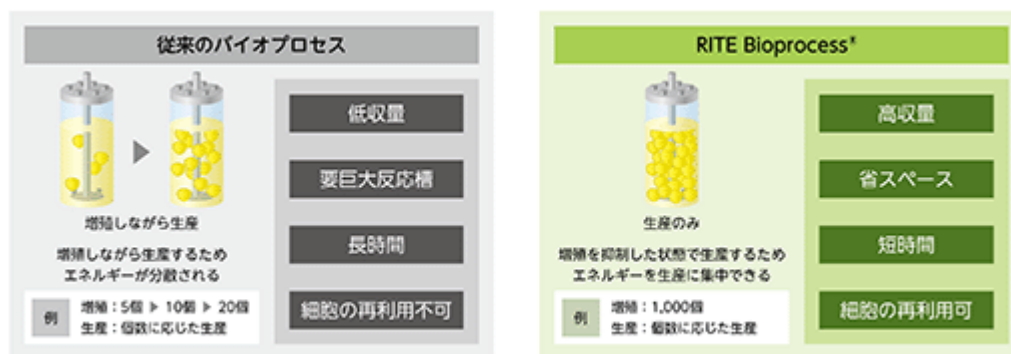 従来のバイオプロセス
増殖しながら生産
増殖しながら生産するため
エネルギーが分散される
例
増殖：5個 ▶ 10個 ▶ 20個
生産：個数に応じた生産
低収量
要巨大反応槽
長時間
細胞の再利用不可
RITE Bioprocess®
生産のみ
増殖を抑制した状態で生産するため
エネルギーを生産に集中できる
例
増殖：1,000個
生産：個数に応じた生産
高収量
省スペース
短時間
細胞の再利用可